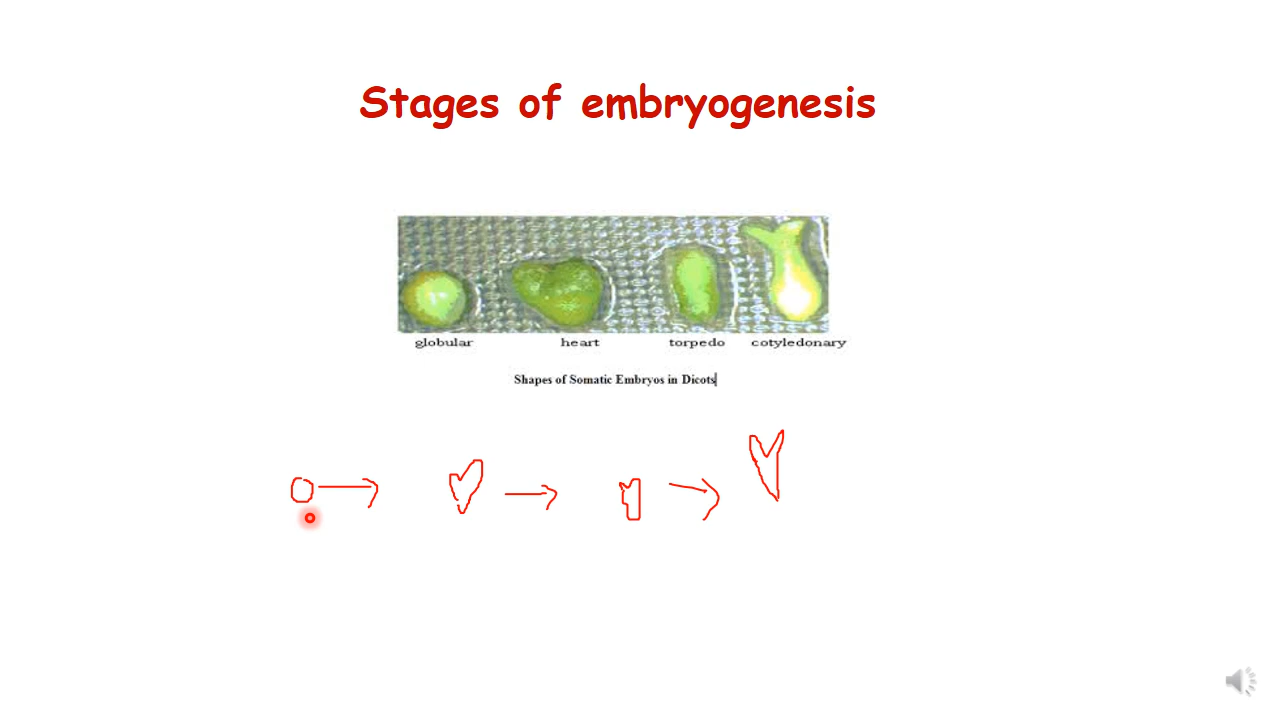 Stages of embryogenesis
globular heart torpedo cotyledonary
Shapes of Somatic Embryos in Dicots